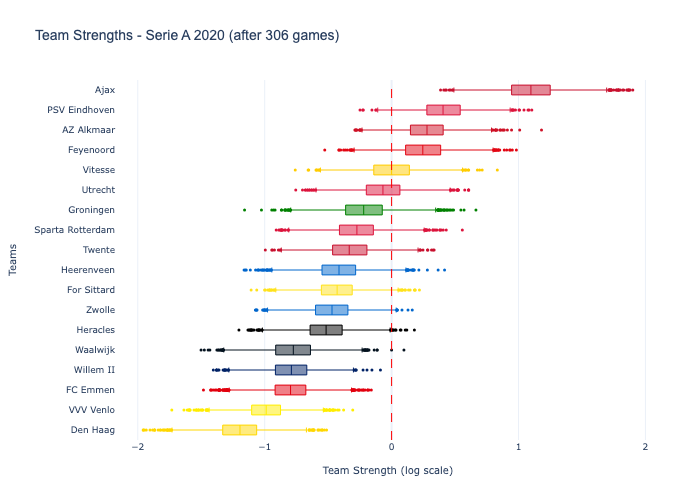 Team Strengths - Serie A 2020 (after 306 games)
Ajax
PSV Eindhoven
AZ Alkmaar
Feyenoord
Vitesse
Utrecht
Groningen
Sparta Rotterdam
Twente
Heerenveen
For Sittard
Zwolle
Heracles
Waalwijk
Willem II
FC Emmen
VVV Venlo
Den Haag
Teams
−2 −1 0 1 2
Team Strength (log scale)